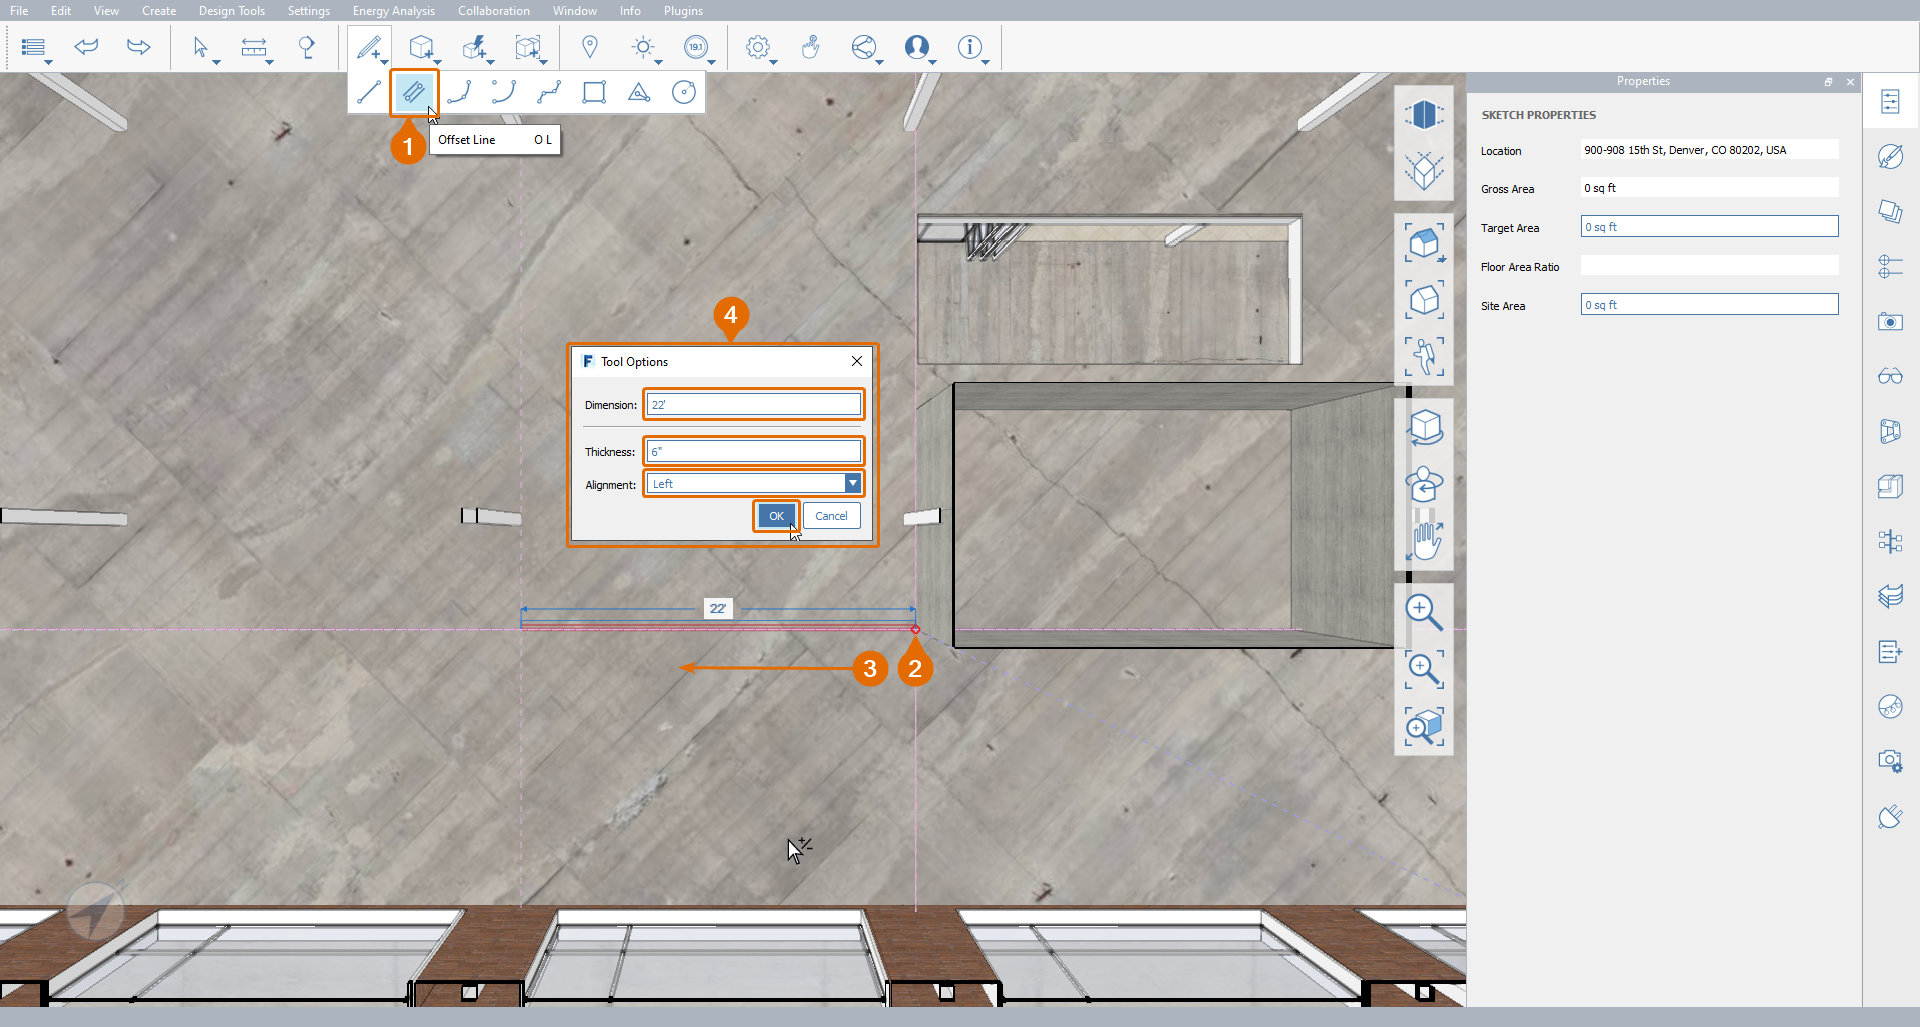 File Edit View Create Design Tools Settings Energy Analysis Collaboration Window Info Plugins
19.1
Offset Line O L
1
Properties
SKETCH PROPERTIES
Location 900-908 15th St, Denver, CO 80202, USA
Gross Area 0 sq ft
Target Area 0 sq ft
Floor Area Ratio
Site Area 0 sq ft
4
F Tool Options
Dimension: 22'
Thickness: 6"
Alignment: Left
OK Cancel
22'
3 2